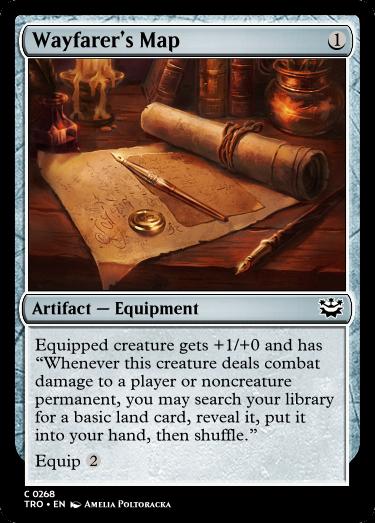 Wayfarer's Map 1
Artifact — Equipment
Equipped creature gets +1/+0 and has
“Whenever this creature deals combat
damage to a player or noncreature
permanent, you may search your library
for a basic land card, reveal it, put it
into your hand, then shuffle.”
Equip 2
C 0268
TRO • EN Amelia Poltoracka